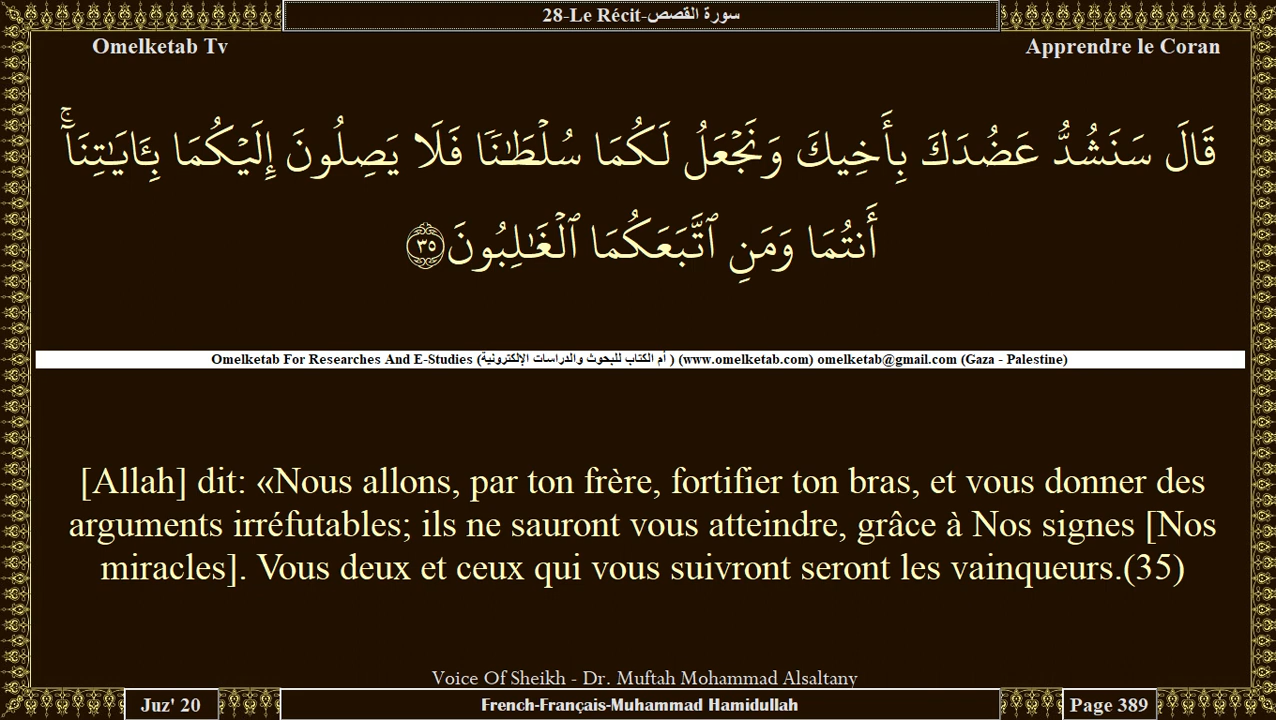 28-Le Récit-سورة القصص
Omelketab Tv
Apprendre le Coran
قَالَ سَنَشُدُّ عَضُدَكَ بِأَخِيكَ وَنَجۡعَلُ لَكُمَا سُلۡطَٰنٗا فَلَا يَصِلُونَ إِلَيۡكُمَا بِـَٔايَٰتِنَآۚ
أَنتُمَا وَمَنِ ٱتَّبَعَكُمَا ٱلۡغَٰلِبُونَ ٣٥
Omelketab For Researches And E-Studies (أم الكتاب للبحوث والدراسات الإلكترونية ) (www.omelketab.com) omelketab@gmail.com (Gaza - Palestine)
[Allah] dit: «Nous allons, par ton frère, fortifier ton bras, et vous donner des
arguments irréfutables; ils ne sauront vous atteindre, grâce à Nos signes [Nos
miracles]. Vous deux et ceux qui vous suivront seront les vainqueurs.(35)
Voice Of Sheikh - Dr. Muftah Mohammad Alsaltany
Juz' 20
French-Français-Muhammad Hamidullah
Page 389